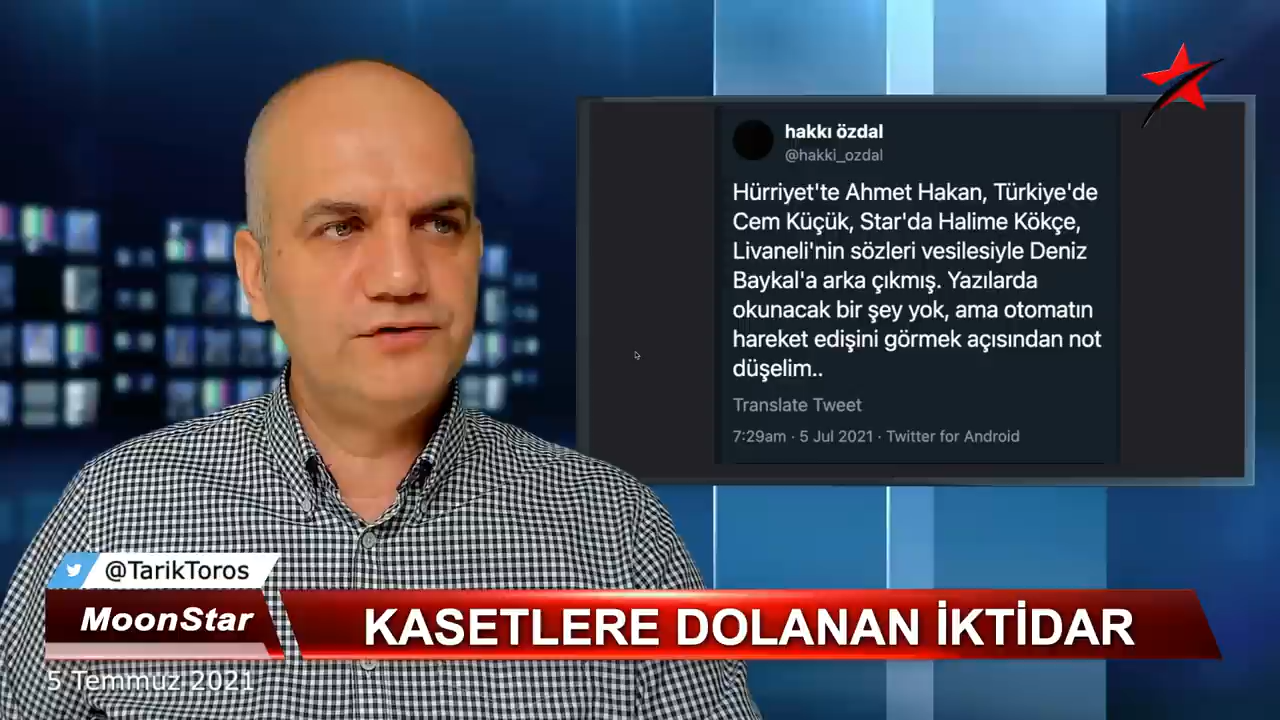 hakkı özdal
@hakki_ozdal
Hürriyet'te Ahmet Hakan, Türkiye'de
Cem Küçük, Star'da Halime Kökçe,
Livaneli'nin sözleri vesilesiyle Deniz
Baykal'a arka çıkmış. Yazılarda
okunacak bir şey yok, ama otomatın
hareket edişini görmek açısından not
düşelim..
Translate Tweet
7:29am · 5 Jul 2021 · Twitter for Android
@TarikToros
MoonStar
KASETLERE DOLANAN İKTİDAR
5 Temmuz 2021